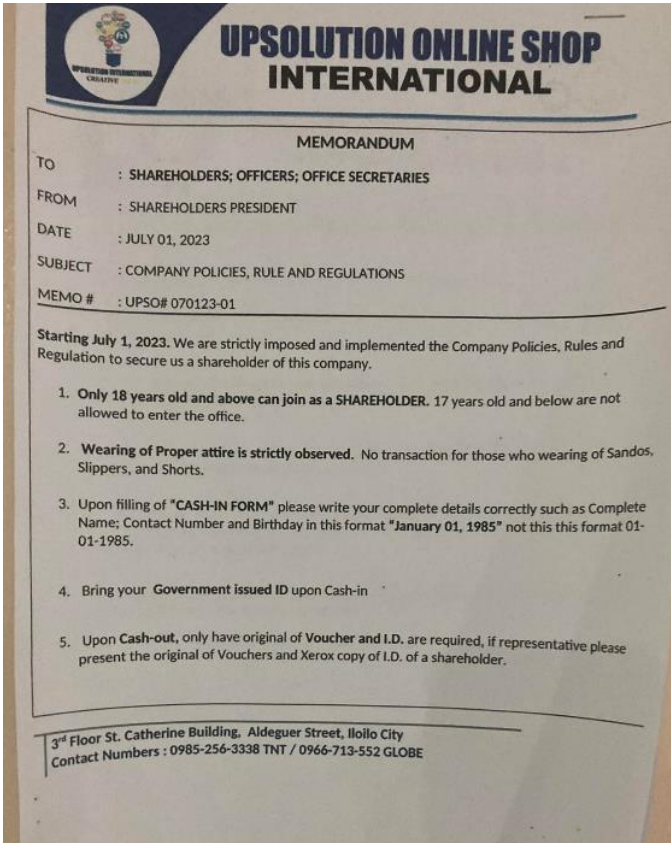 UPSOLUTION INTERNATIONAL
CREATIVE
UPSOLUTION ONLINE SHOP
INTERNATIONAL
MEMORANDUM
TO : SHAREHOLDERS; OFFICERS; OFFICE SECRETARIES
FROM : SHAREHOLDERS PRESIDENT
DATE : JULY 01, 2023
SUBJECT : COMPANY POLICIES, RULE AND REGULATIONS
MEMO # : UPSO# 070123-01
Starting July 1, 2023. We are strictly imposed and implemented the Company Policies, Rules and
Regulation to secure us a shareholder of this company.
1. Only 18 years old and above can join as a SHAREHOLDER. 17 years old and below are not
allowed to enter the office.
2. Wearing of Proper attire is strictly observed. No transaction for those who wearing of Sandos,
Slippers, and Shorts.
3. Upon filling of "CASH-IN FORM" please write your complete details correctly such as Complete
Name; Contact Number and Birthday in this format "January 01, 1985" not this this format 01-
01-1985.
4. Bring your Government issued ID upon Cash-in
5. Upon Cash-out, only have original of Voucher and I.D. are required, if representative please
present the original of Vouchers and Xerox copy of I.D. of a shareholder.
3rd Floor St. Catherine Building, Aldeguer Street, Iloilo City
Contact Numbers : 0985-256-3338 TNT / 0966-713-552 GLOBE